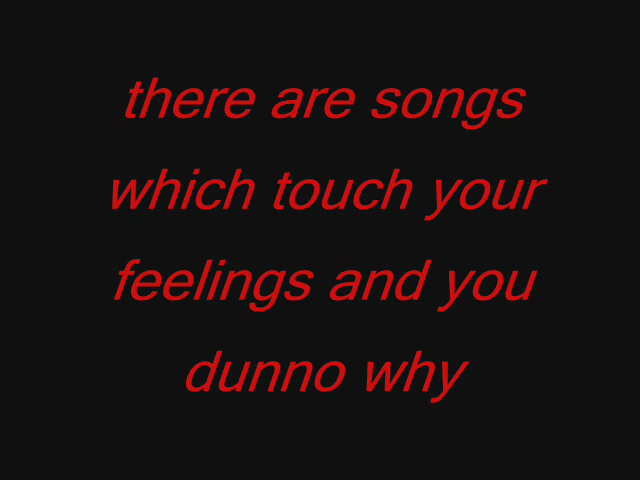 there are songs
which touch your
feelings and you
dunno why